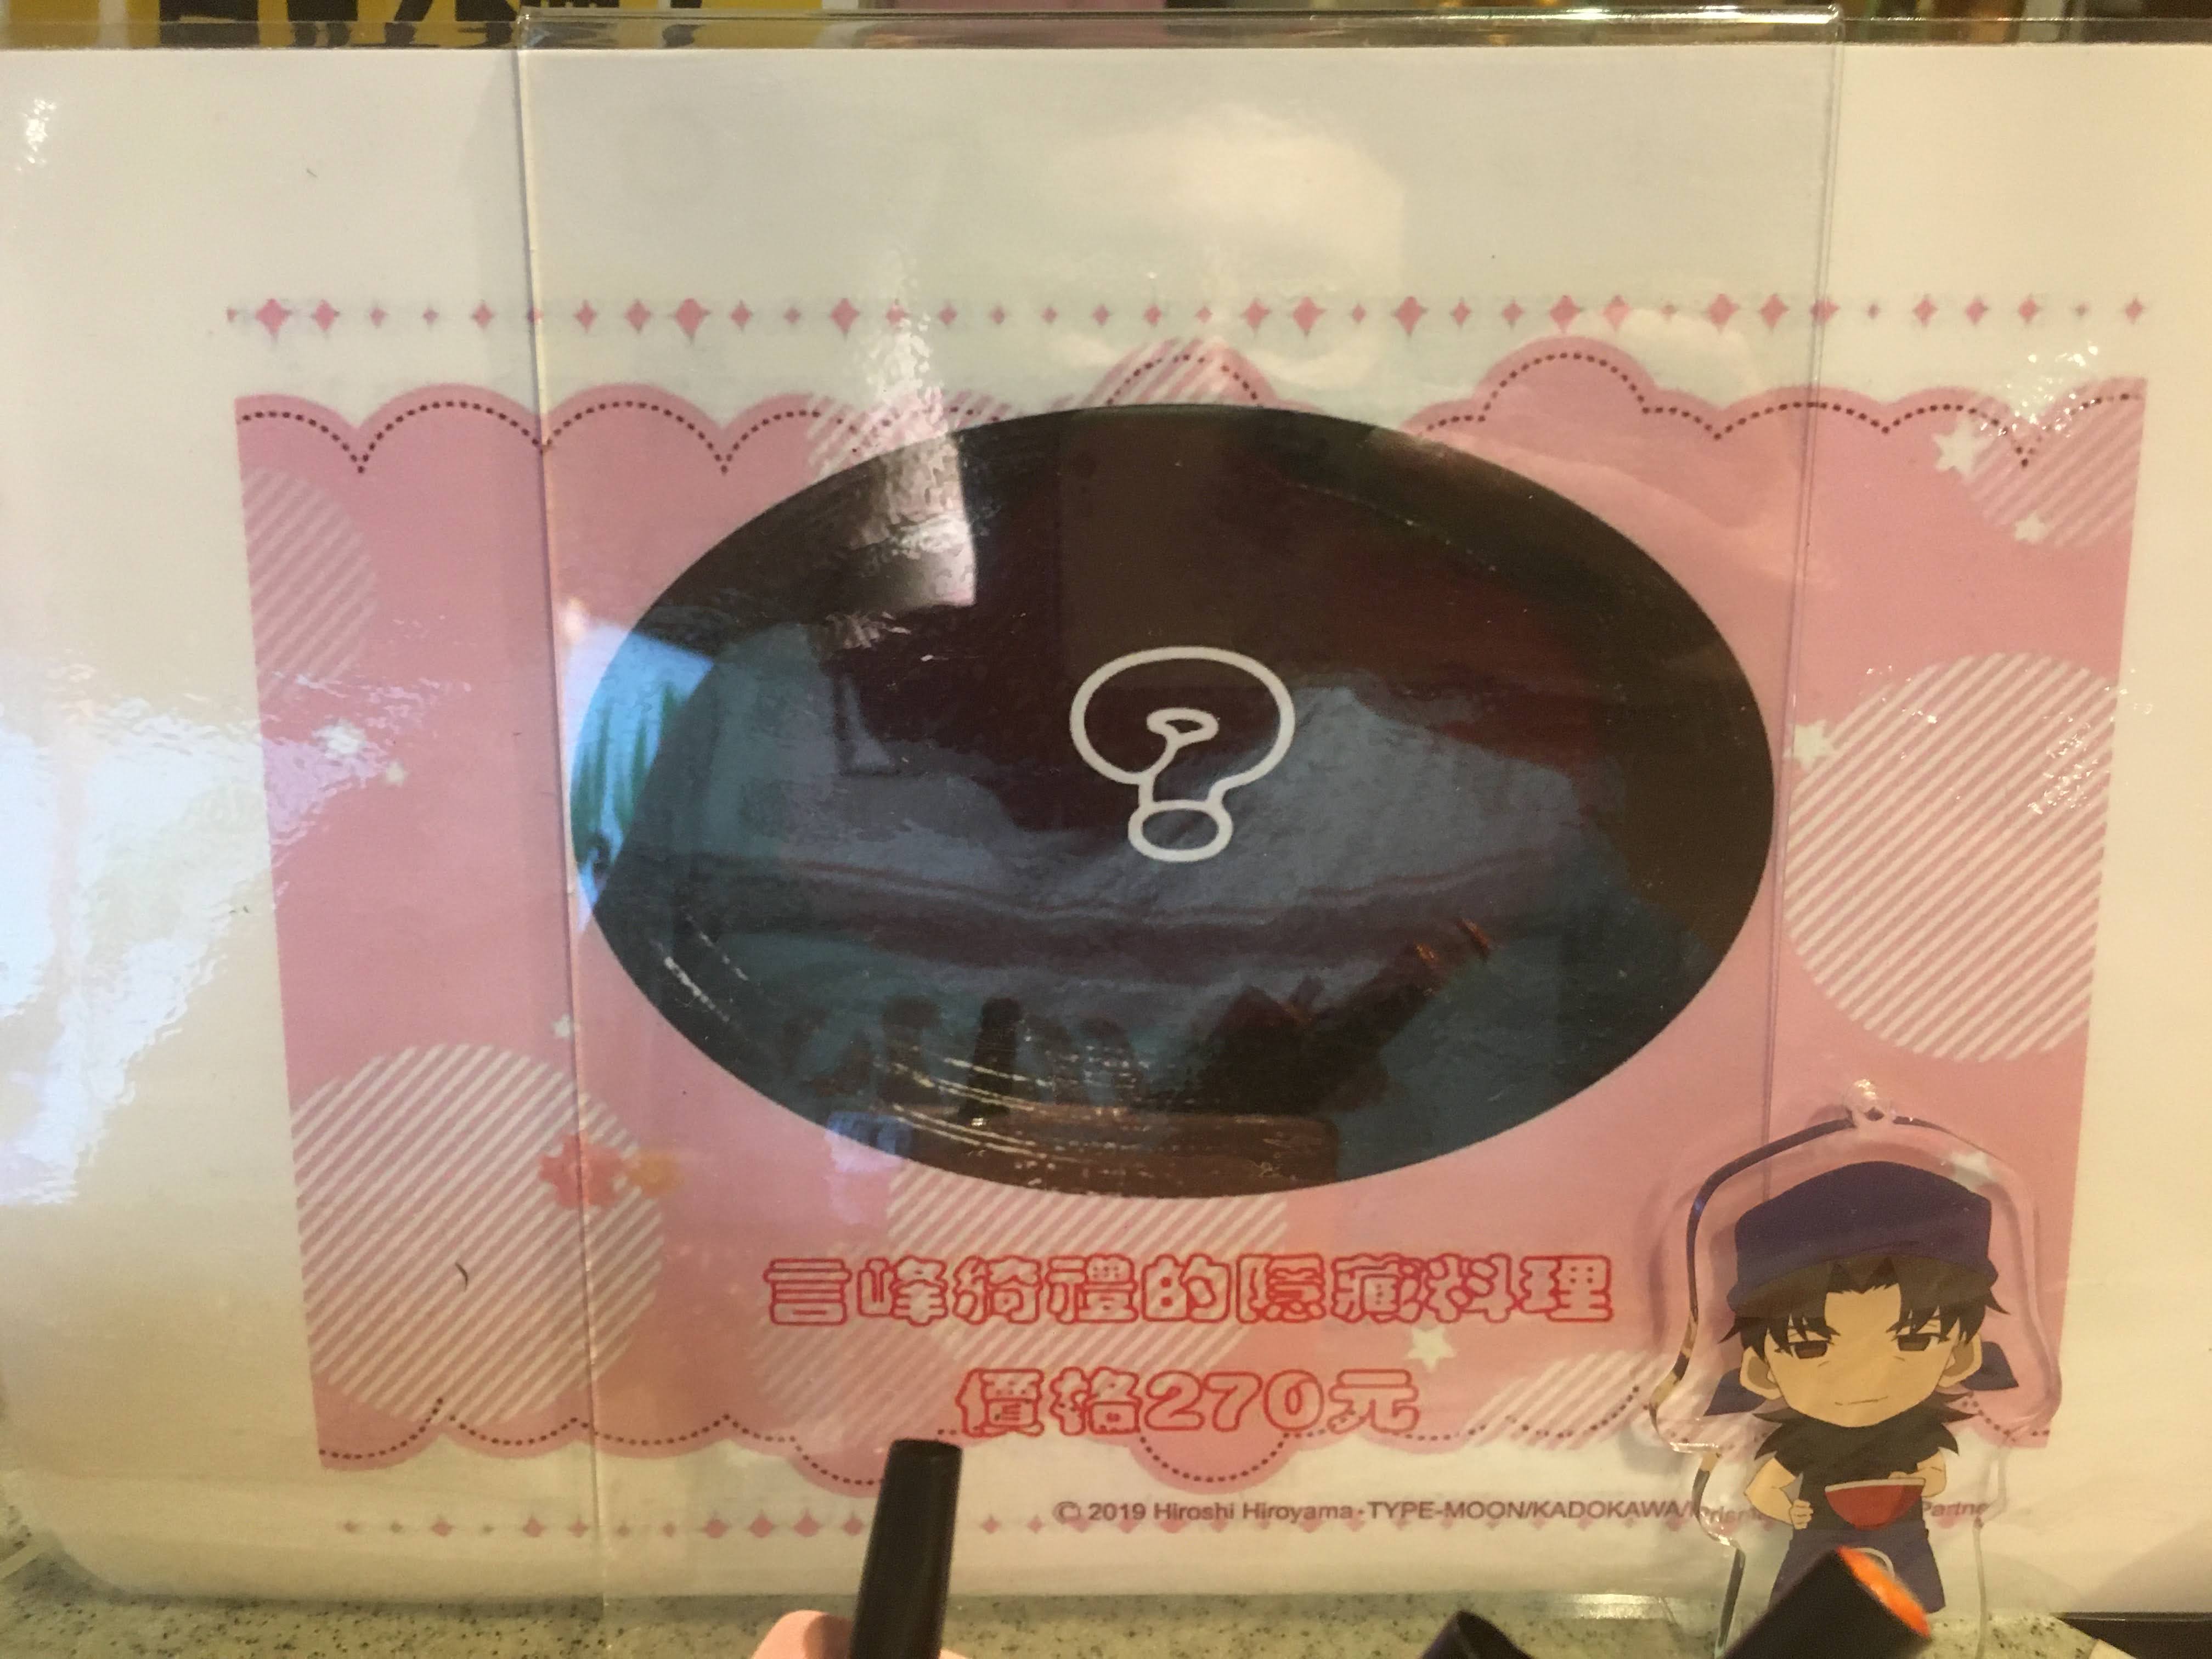 ?
言峰綺禮的隱藏料理
價格270元
© 2019 Hiroshi Hiroyama・TYPE-MOON/KADOKAWA/